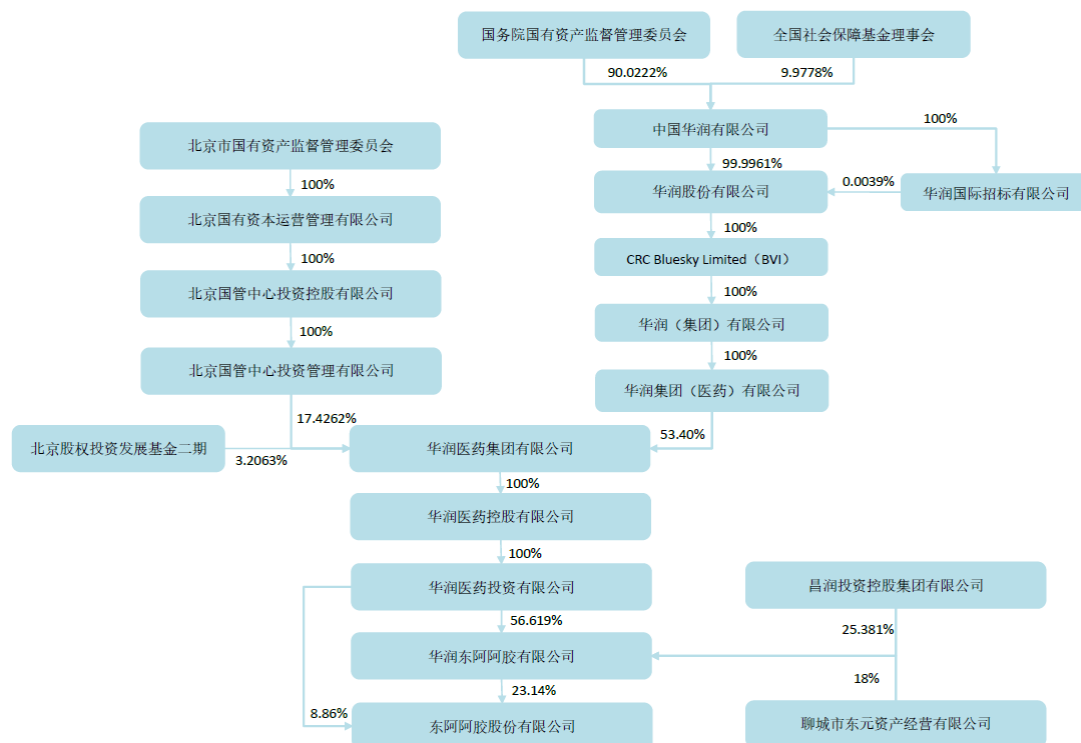 国务院国有资产监督管理委员会
全国社会保障基金理事会
90.0222%
9.9778%
中国华润有限公司
100%
北京市国有资产监督管理委员会
99.9961%
100%
华润股份有限公司
0.0039%
华润国际招标有限公司
北京国有资本运营管理有限公司
100%
100%
CRC Bluesky Limited（BVI）
北京国管中心投资控股有限公司
100%
华润（集团）有限公司
100%
100%
北京国管中心投资管理有限公司
华润集团（医药）有限公司
17.4262%
53.40%
北京股权投资发展基金二期
3.2063%
华润医药集团有限公司
100%
华润医药控股有限公司
100%
华润医药投资有限公司
昌润投资控股集团有限公司
56.619%
25.381%
华润东阿阿胶有限公司
18%
23.14%
8.86%
东阿阿胶股份有限公司
聊城市东元资产经营有限公司